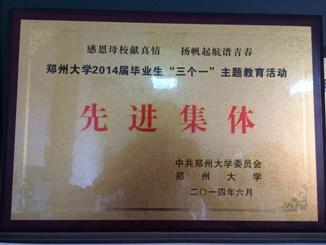 感恩母校献真情 扬帆起航谱青春
郑州大学2014届毕业生“三个一”主题教育活动
先进集体
中共郑州大学委员会
郑州大学
二〇一四年六月